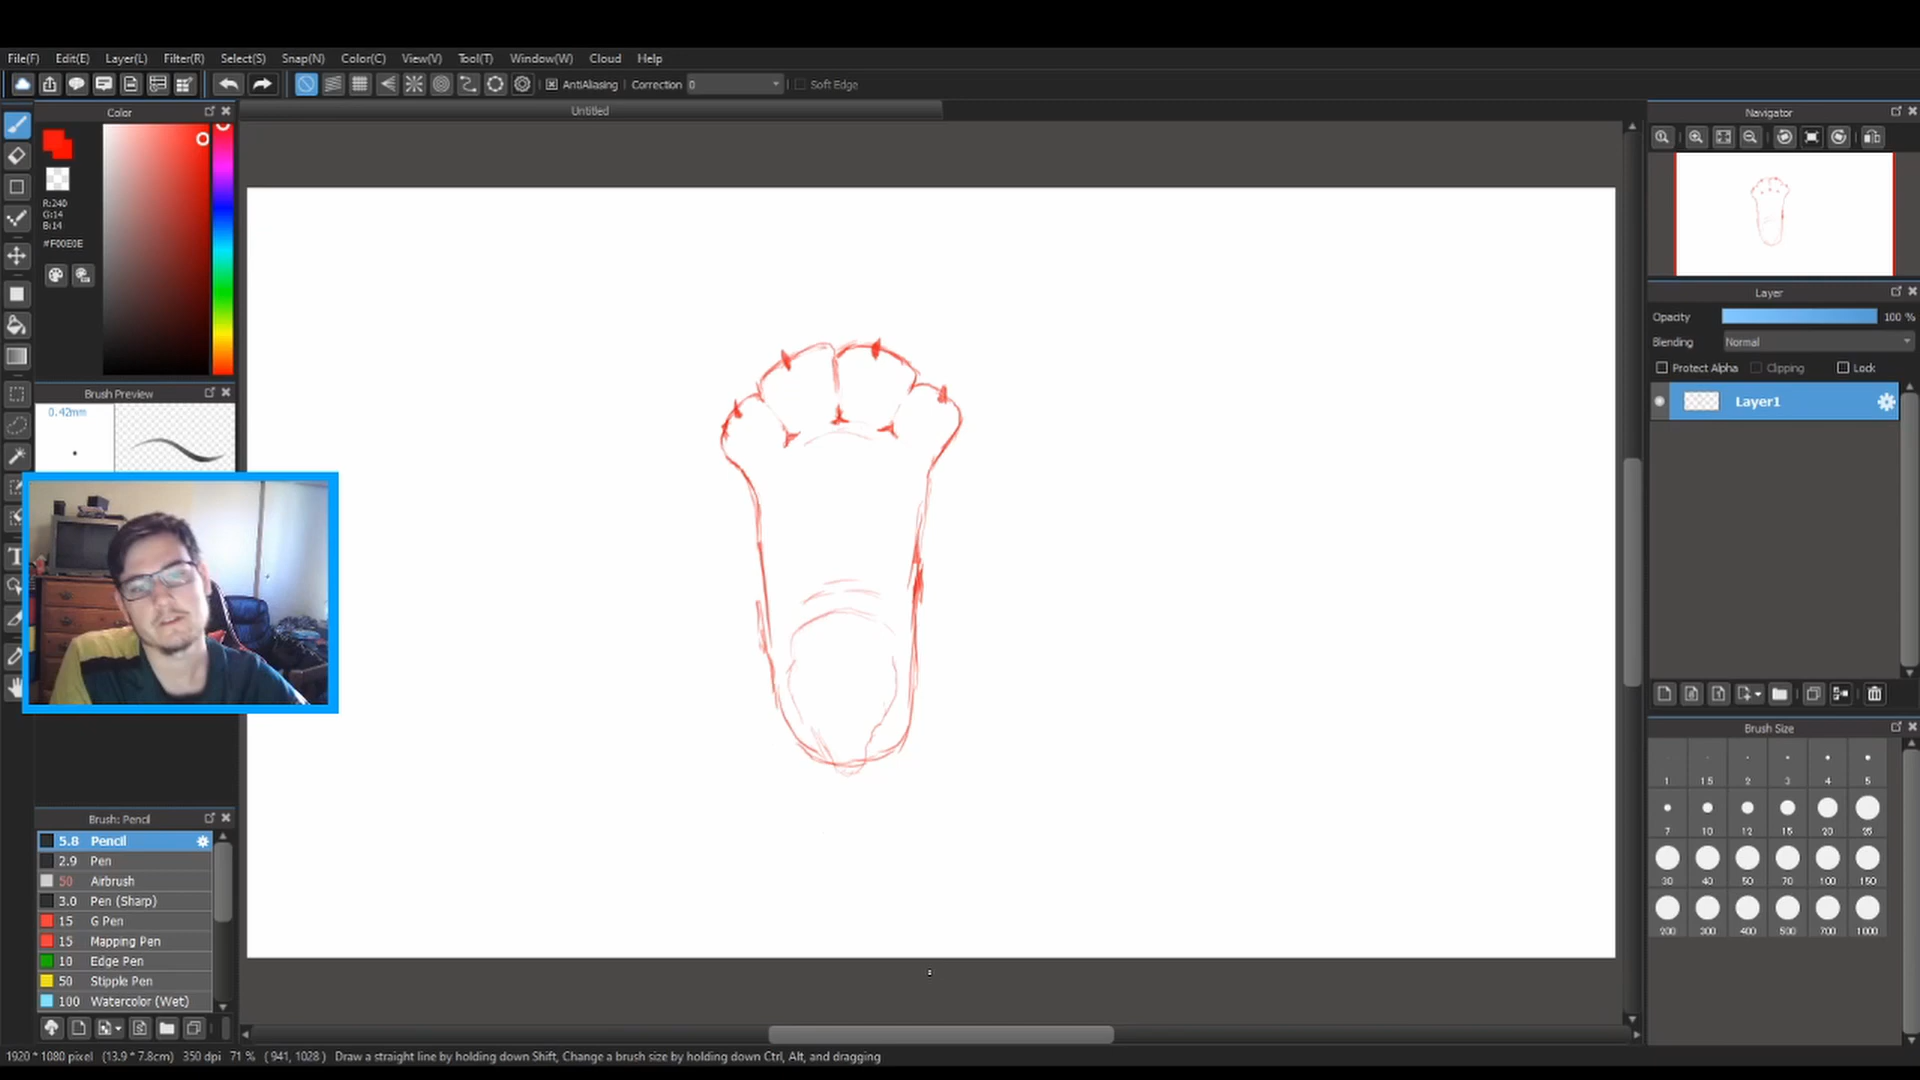 File(F) Edit(E) Layer(L) Filter(R) Select(S) Snap(N) Color(C) View(V) Tool(T) Window(W) Cloud Help
AntiAliasing Correction 0 Soft Edge
Color
Untitled
Navigator
R:240
G:14
B:14
#F00E0E
Layer
Opacity 100 %
Blending Normal
Protect Alpha Clipping Lock
Brush Preview
0.42mm
Layer1
T
Brush Size
1 1.5 2 3 4 5
7 10 12 15 20 25
30 40 50 70 100 150
200 300 400 500 700 1000
Brush: Pencil
5.8 Pencil
2.9 Pen
50 Airbrush
3.0 Pen (Sharp)
15 G Pen
15 Mapping Pen
10 Edge Pen
50 Stipple Pen
100 Watercolor (Wet)
1920 * 1080 pixel (13.9 * 7.8cm) 350 dpi 71 % ( 941, 1028 ) Draw a straight line by holding down Shift, Change a brush size by holding down Ctrl, Alt, and dragging